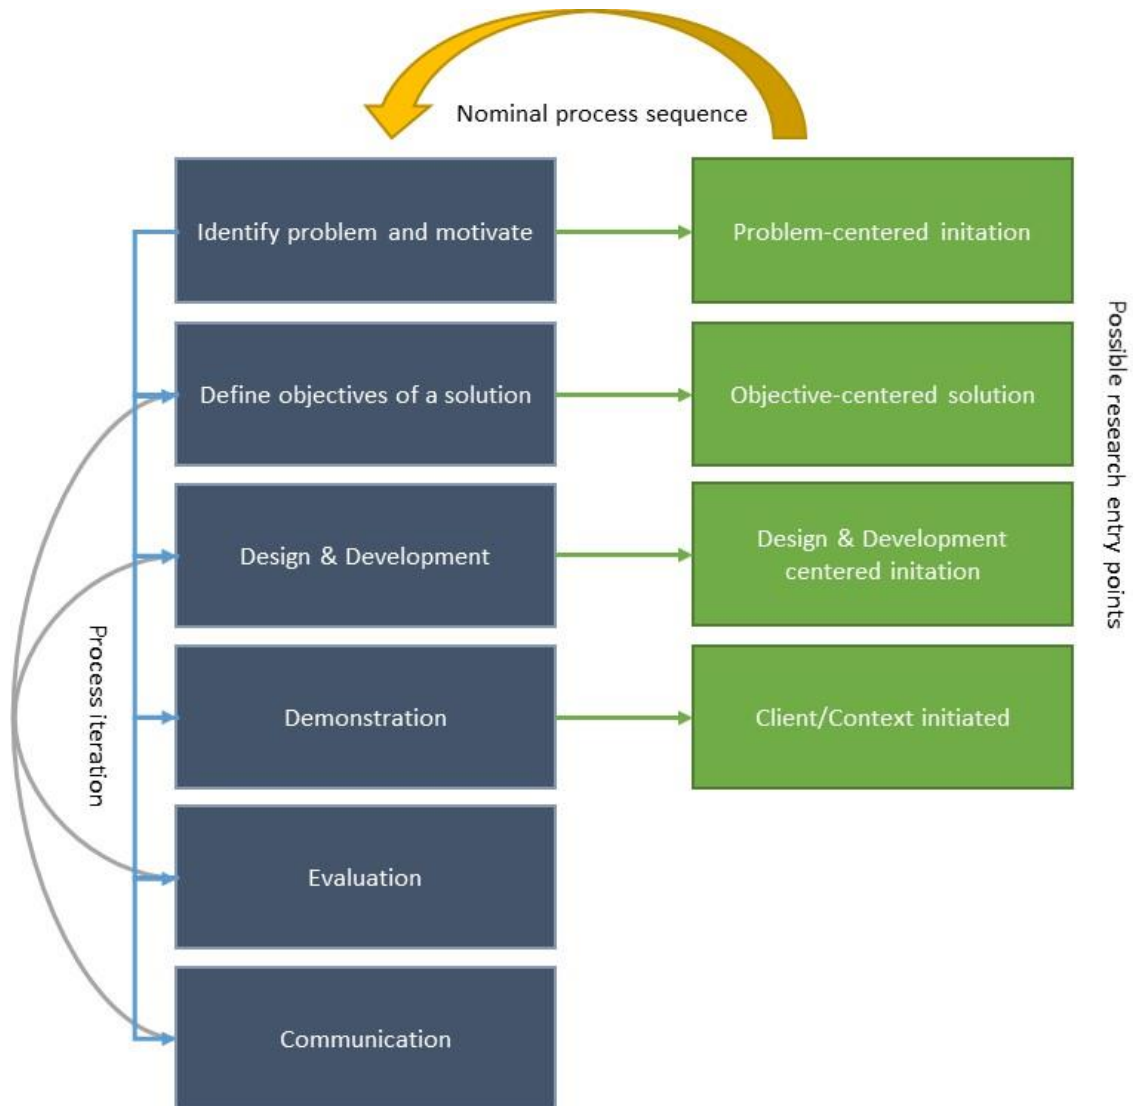 Nominal process sequence
Identify problem and motivate
Problem-centered initation
Define objectives of a solution
Objective-centered solution
Design & Development
Design & Development
centered initation
Demonstration
Client/Context initiated
Evaluation
Communication
Process iteration
Possible research entry points